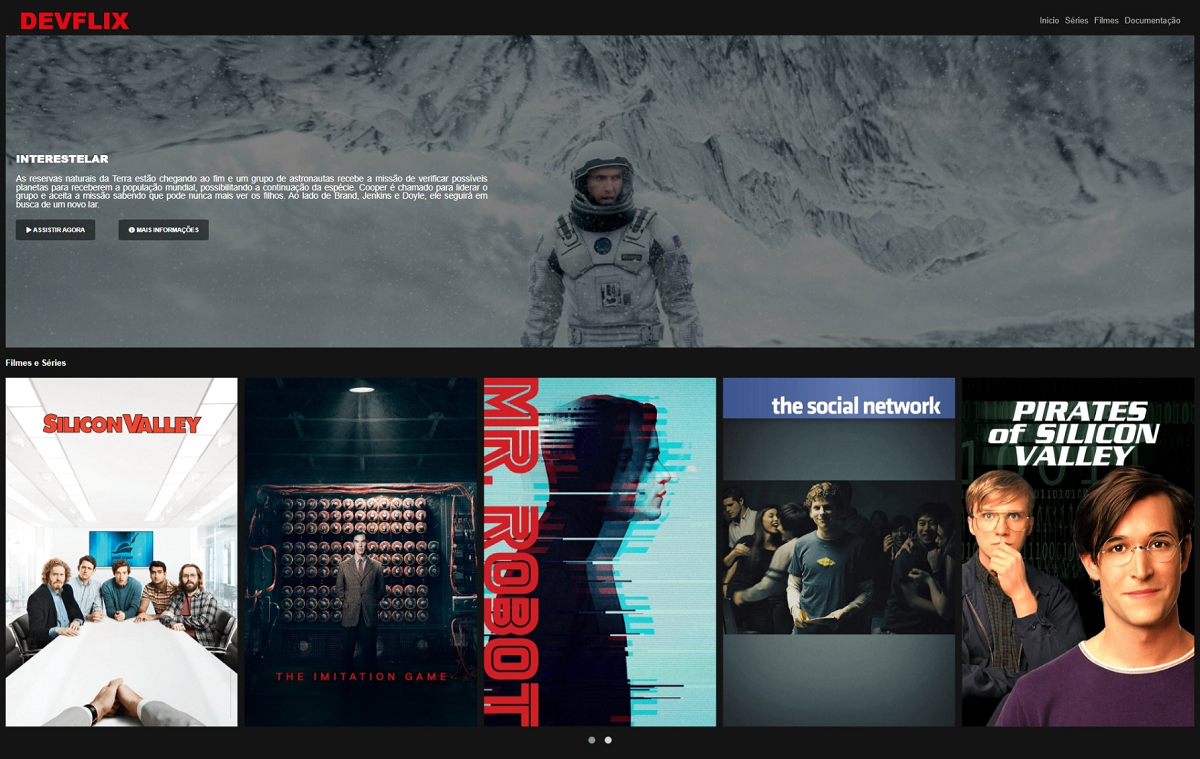 DEVFLIX
Inicio Séries Filmes Documentação
INTERESTELAR
As reservas naturais da Terra estão chegando ao fim e um grupo de astronautas recebe a missão de verificar possíveis
planetas para receberem a população mundial, possibilitando a continuação da espécie. Cooper é chamado para liderar o
grupo e aceita a missão sabendo que pode nunca mais ver os filhos. Ao lado de Brand, Jenkins e Doyle, ele seguirá em
busca de um novo lar.
ASSISTIR AGORA
MAIS INFORMAÇÕES
Filmes e Séries
SILICON VALLEY
THE IMITATION GAME
MR. ROBOT
the social network
PIRATES
of SILICON
VALLEY